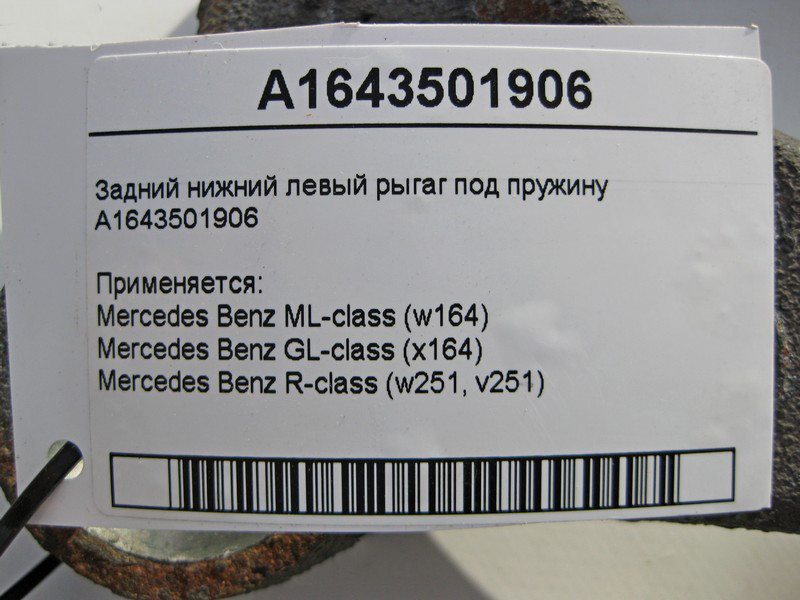 A1643501906
Задний нижний левый рыгаг под пружину
A1643501906
Применяется:
Mercedes Benz ML-class (w164)
Mercedes Benz GL-class (x164)
Mercedes Benz R-class (w251, v251)